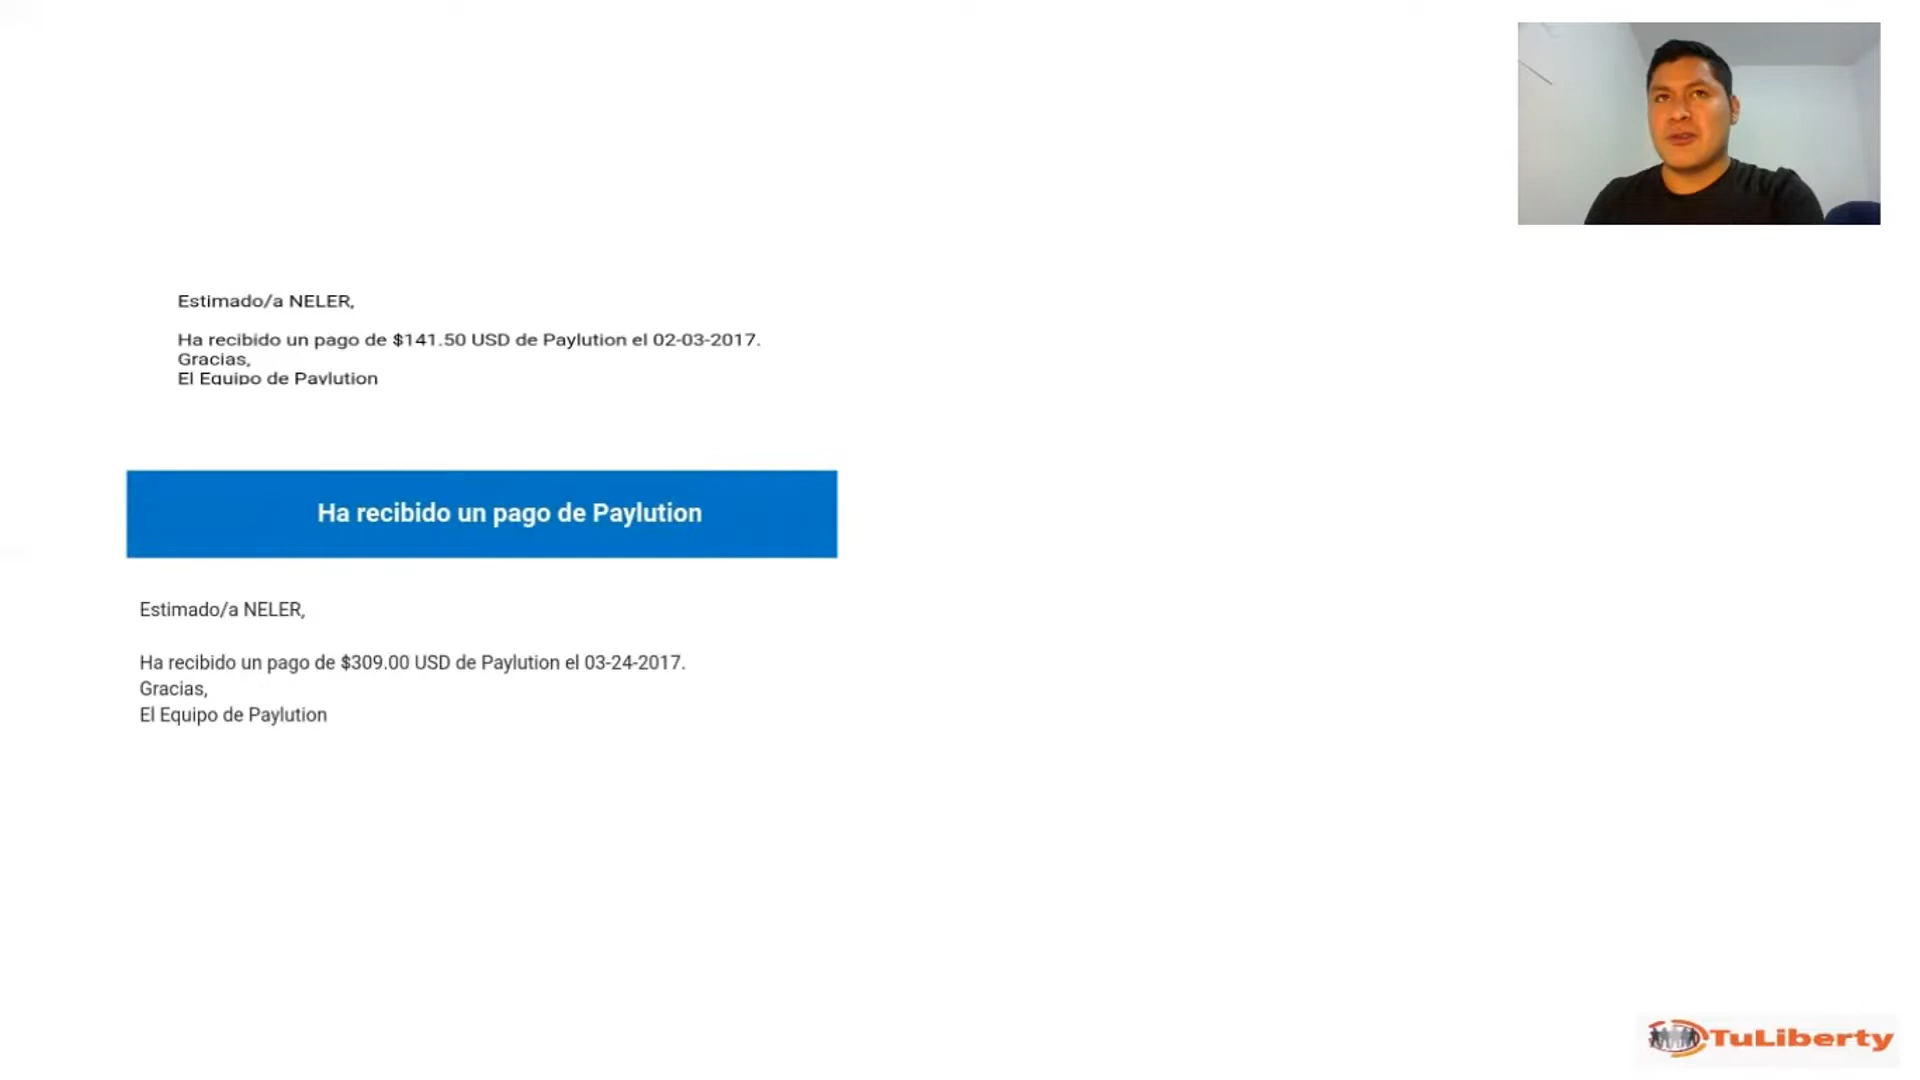 Estimado/a NELER,
Ha recibido un pago de $141.50 USD de Paylution el 02-03-2017.
Gracias,
El Equipo de Paylution
Ha recibido un pago de Paylution
Estimado/a NELER,
Ha recibido un pago de $309.00 USD de Paylution el 03-24-2017.
Gracias,
El Equipo de Paylution
TuLiberty